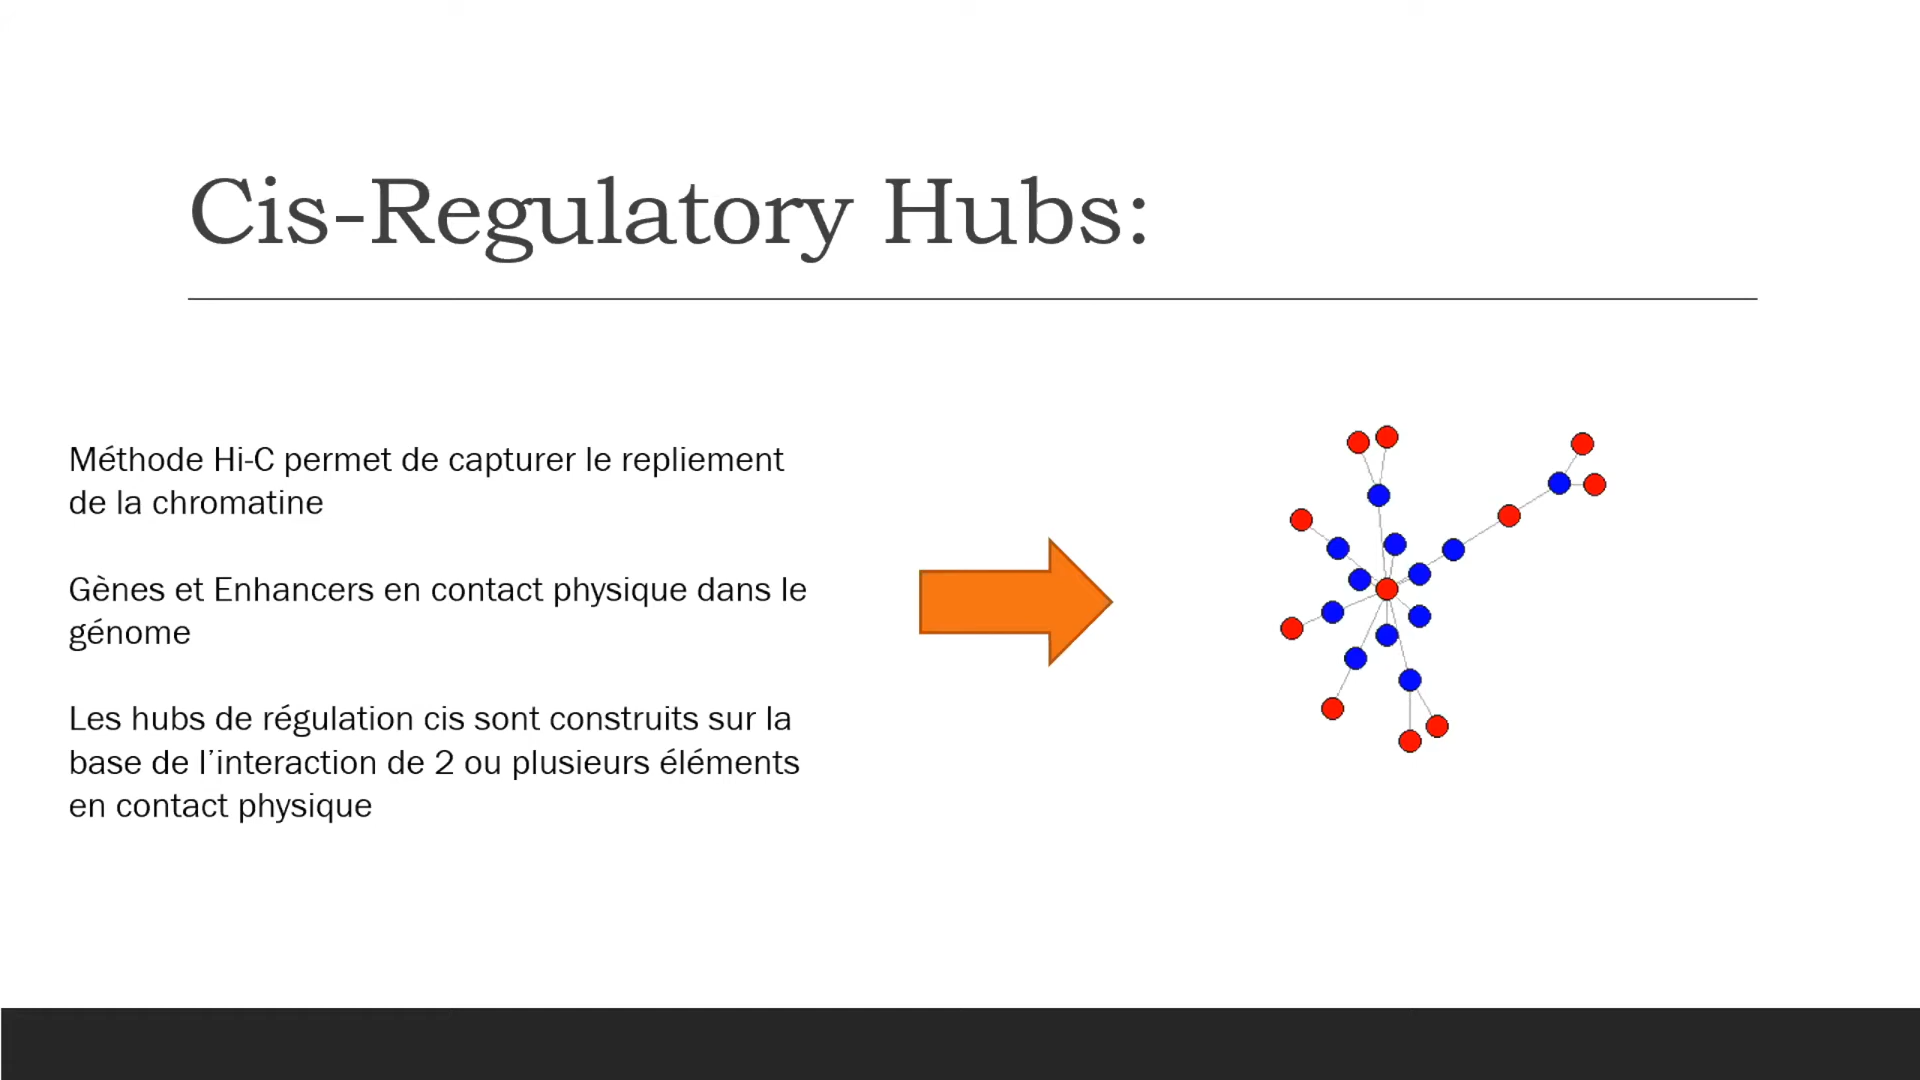 Cis-Regulatory Hubs:
Méthode Hi-C permet de capturer le repliement
de la chromatine
Gènes et Enhancers en contact physique dans le
génome
Les hubs de régulation cis sont construits sur la
base de l’interaction de 2 ou plusieurs éléments
en contact physique